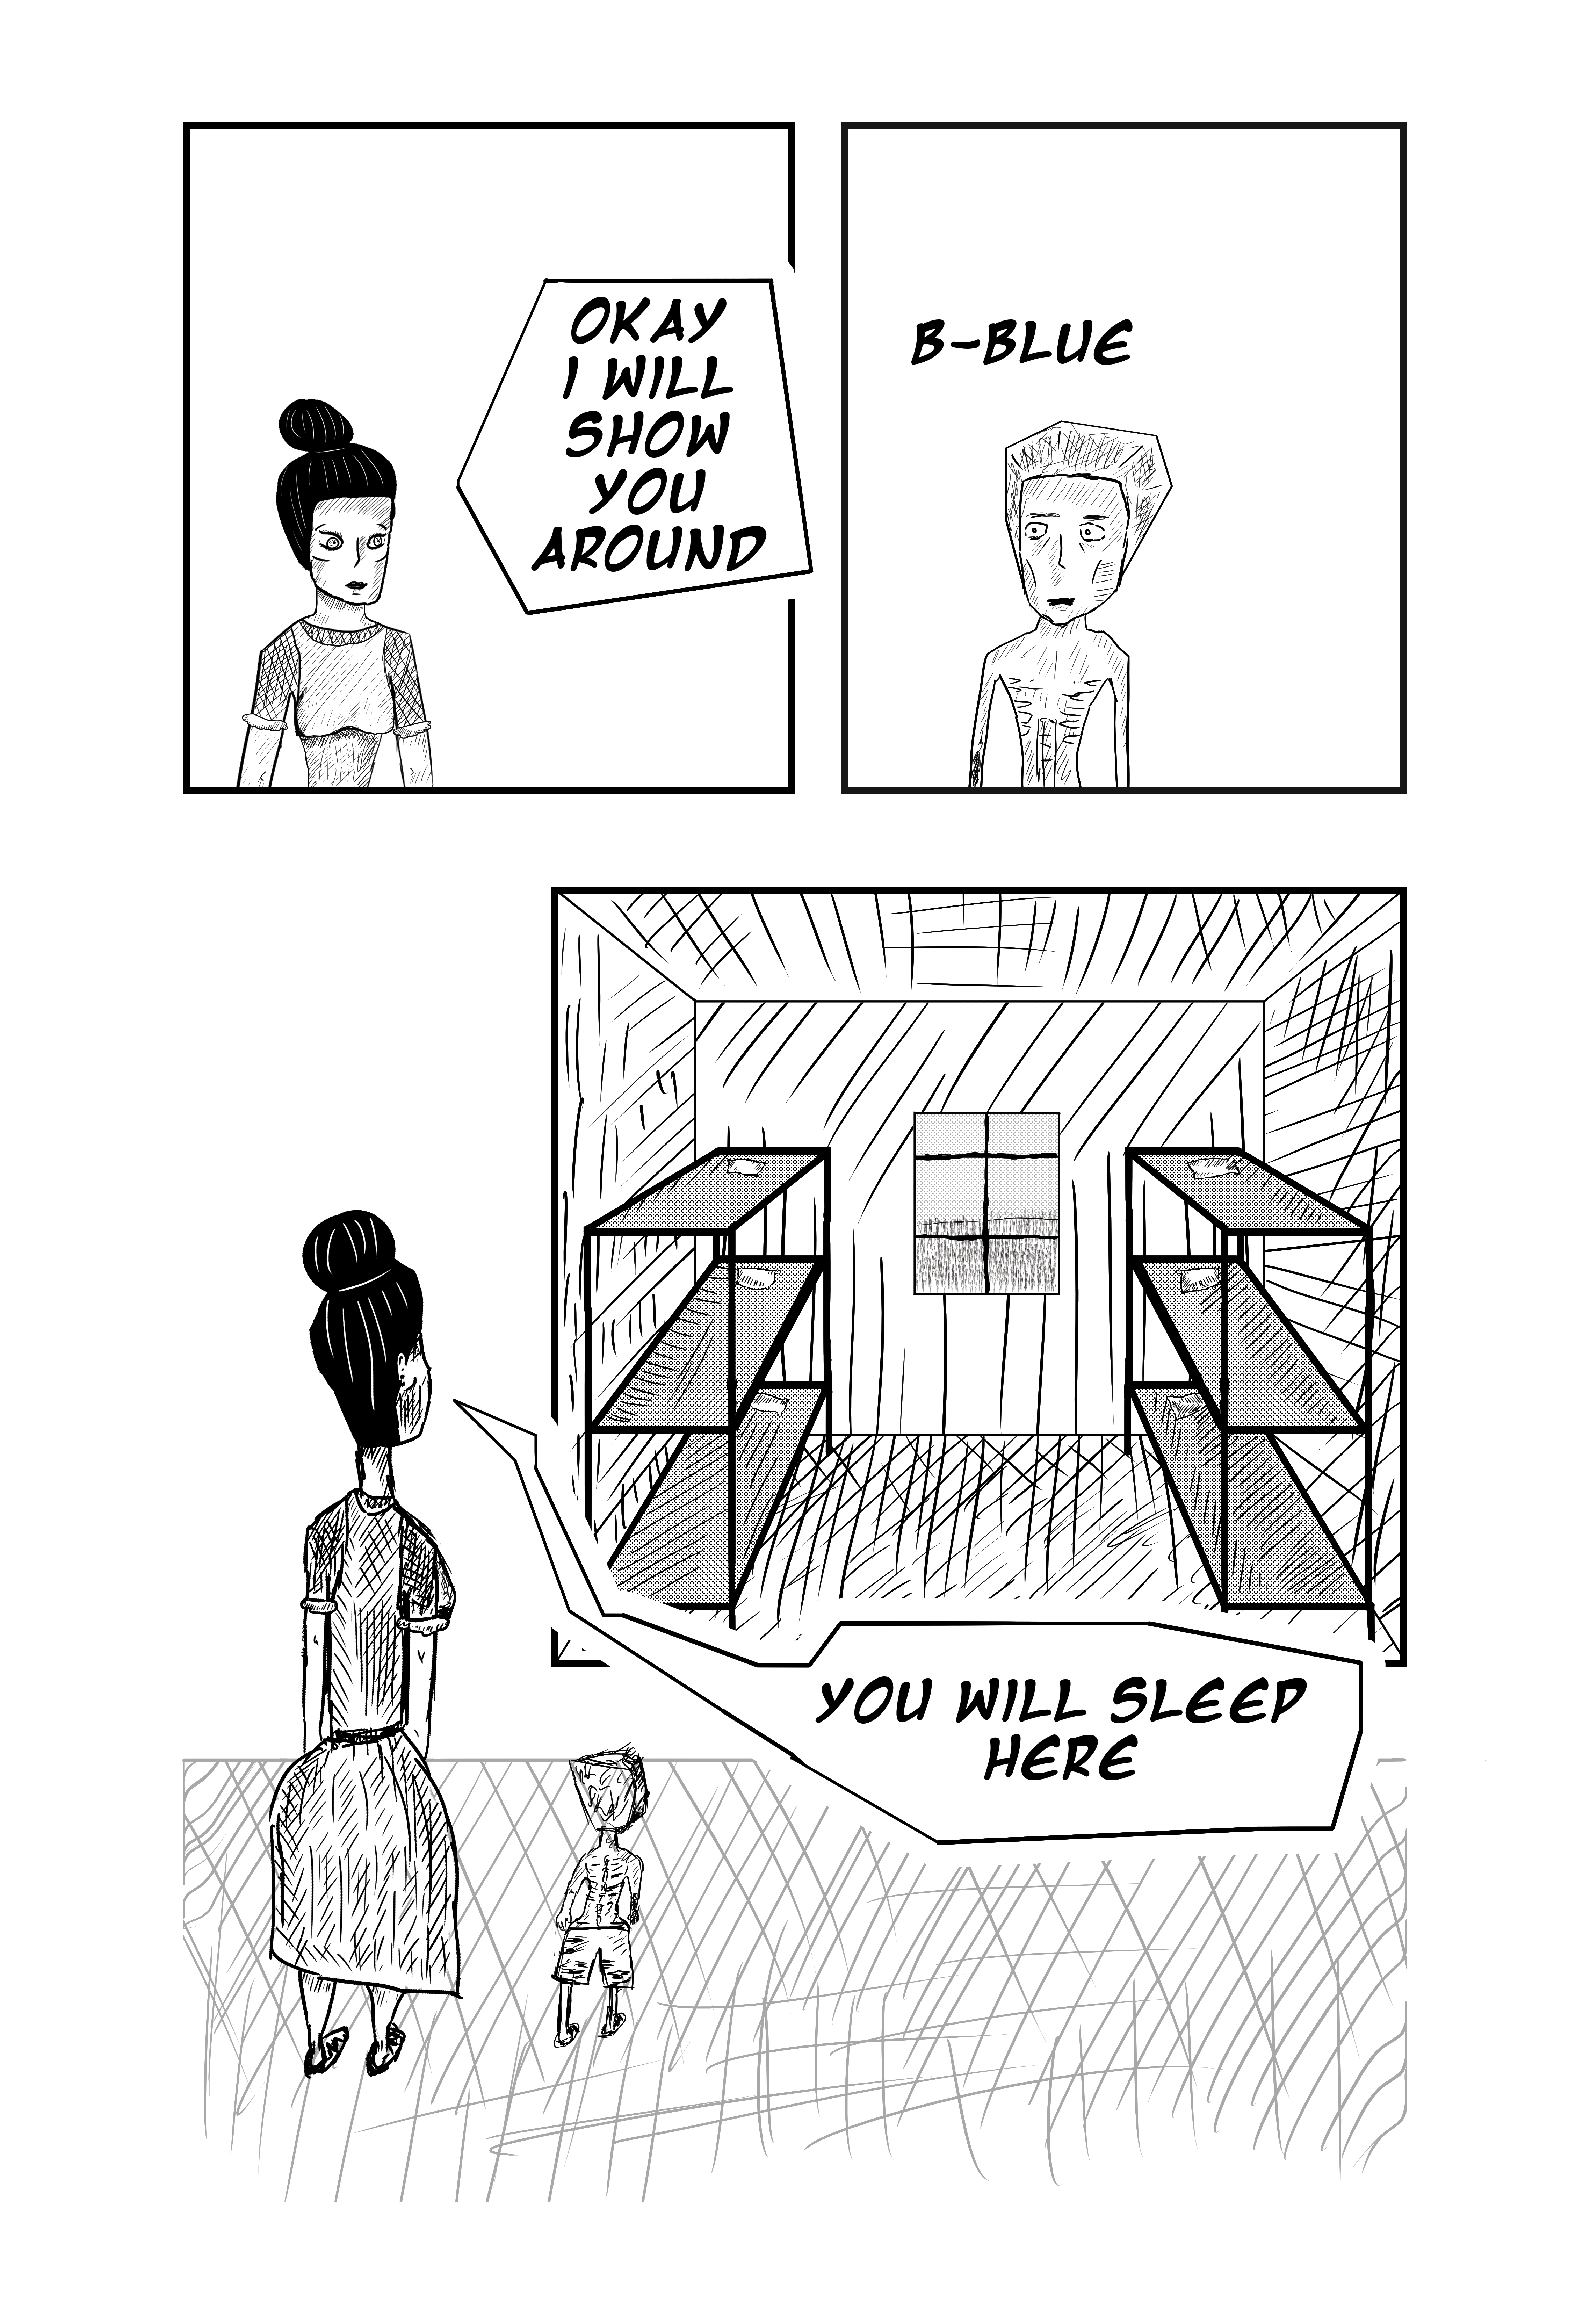 B-BLUE
OKAY
I WILL
SHOW
YOU
AROUND
YOU WILL SLEEP
HERE